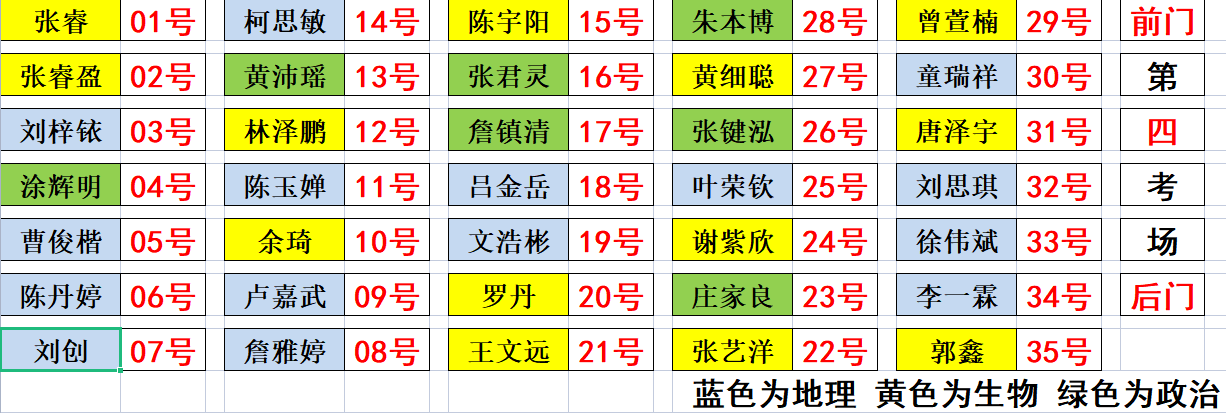 张睿 01号 柯思敏 14号 陈宇阳 15号 朱本博 28号 曾萱楠 29号 前门
张睿盈 02号 黄沛瑶 13号 张君灵 16号 黄细聪 27号 童瑞祥 30号 第
刘梓铱 03号 林泽鹏 12号 詹镇清 17号 张键泓 26号 唐泽宇 31号 四
涂辉明 04号 陈玉婵 11号 吕金岳 18号 叶荣钦 25号 刘思琪 32号 考
曹俊楷 05号 余琦 10号 文浩彬 19号 谢紫欣 24号 徐伟斌 33号 场
陈丹婷 06号 卢嘉武 09号 罗丹 20号 庄家良 23号 李一霖 34号 后门
刘创 07号 詹雅婷 08号 王文远 21号 张艺洋 22号 郭鑫 35号
蓝色为地理 黄色为生物 绿色为政治